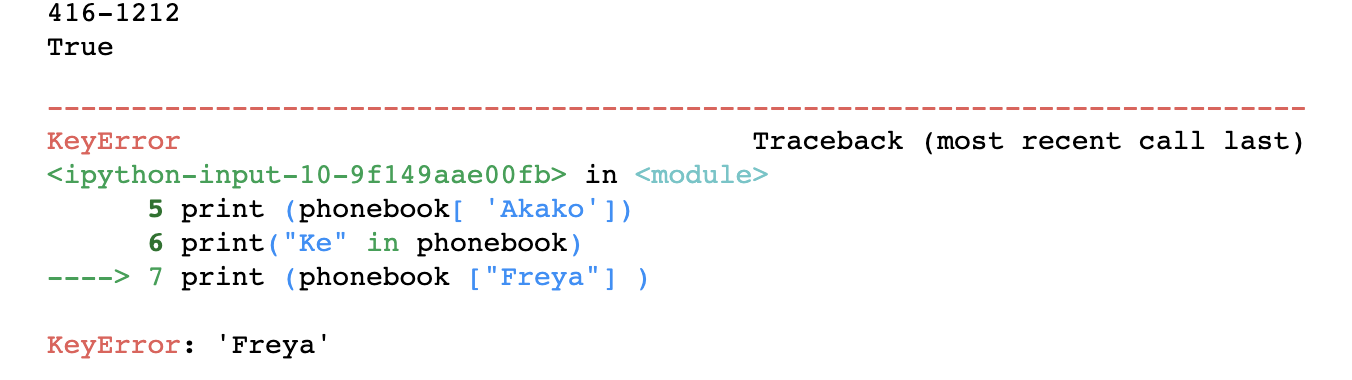 416-1212
True
---------------------------------------------------------------------------
KeyError                                  Traceback (most recent call last)
<ipython-input-10-9f149aae00fb> in <module>
      5 print (phonebook[ 'Akako'])
      6 print("Ke" in phonebook)
----> 7 print (phonebook ["Freya"] )
KeyError: 'Freya'